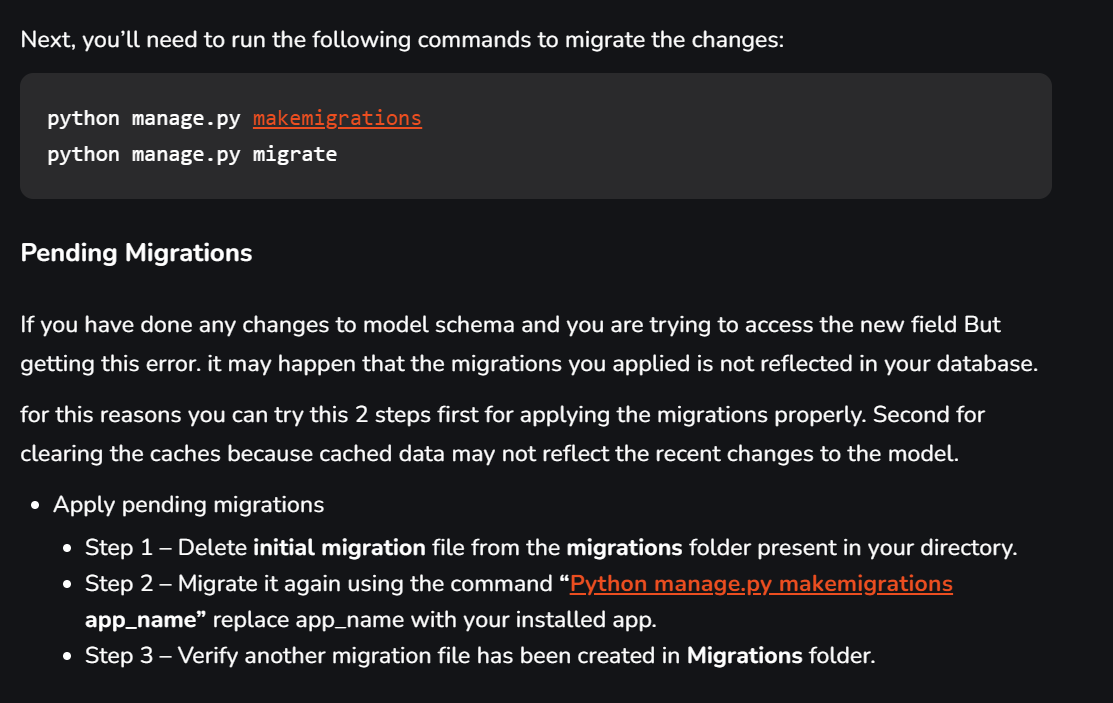 Next, you’ll need to run the following commands to migrate the changes:
python manage.py makemigrations
python manage.py migrate
Pending Migrations
If you have done any changes to model schema and you are trying to access the new field But
getting this error. it may happen that the migrations you applied is not reflected in your database.
for this reasons you can try this 2 steps first for applying the migrations properly. Second for
clearing the caches because cached data may not reflect the recent changes to the model.
• Apply pending migrations
• Step 1 – Delete initial migration file from the migrations folder present in your directory.
• Step 2 – Migrate it again using the command “Python manage.py makemigrations
app_name” replace app_name with your installed app.
• Step 3 – Verify another migration file has been created in Migrations folder.